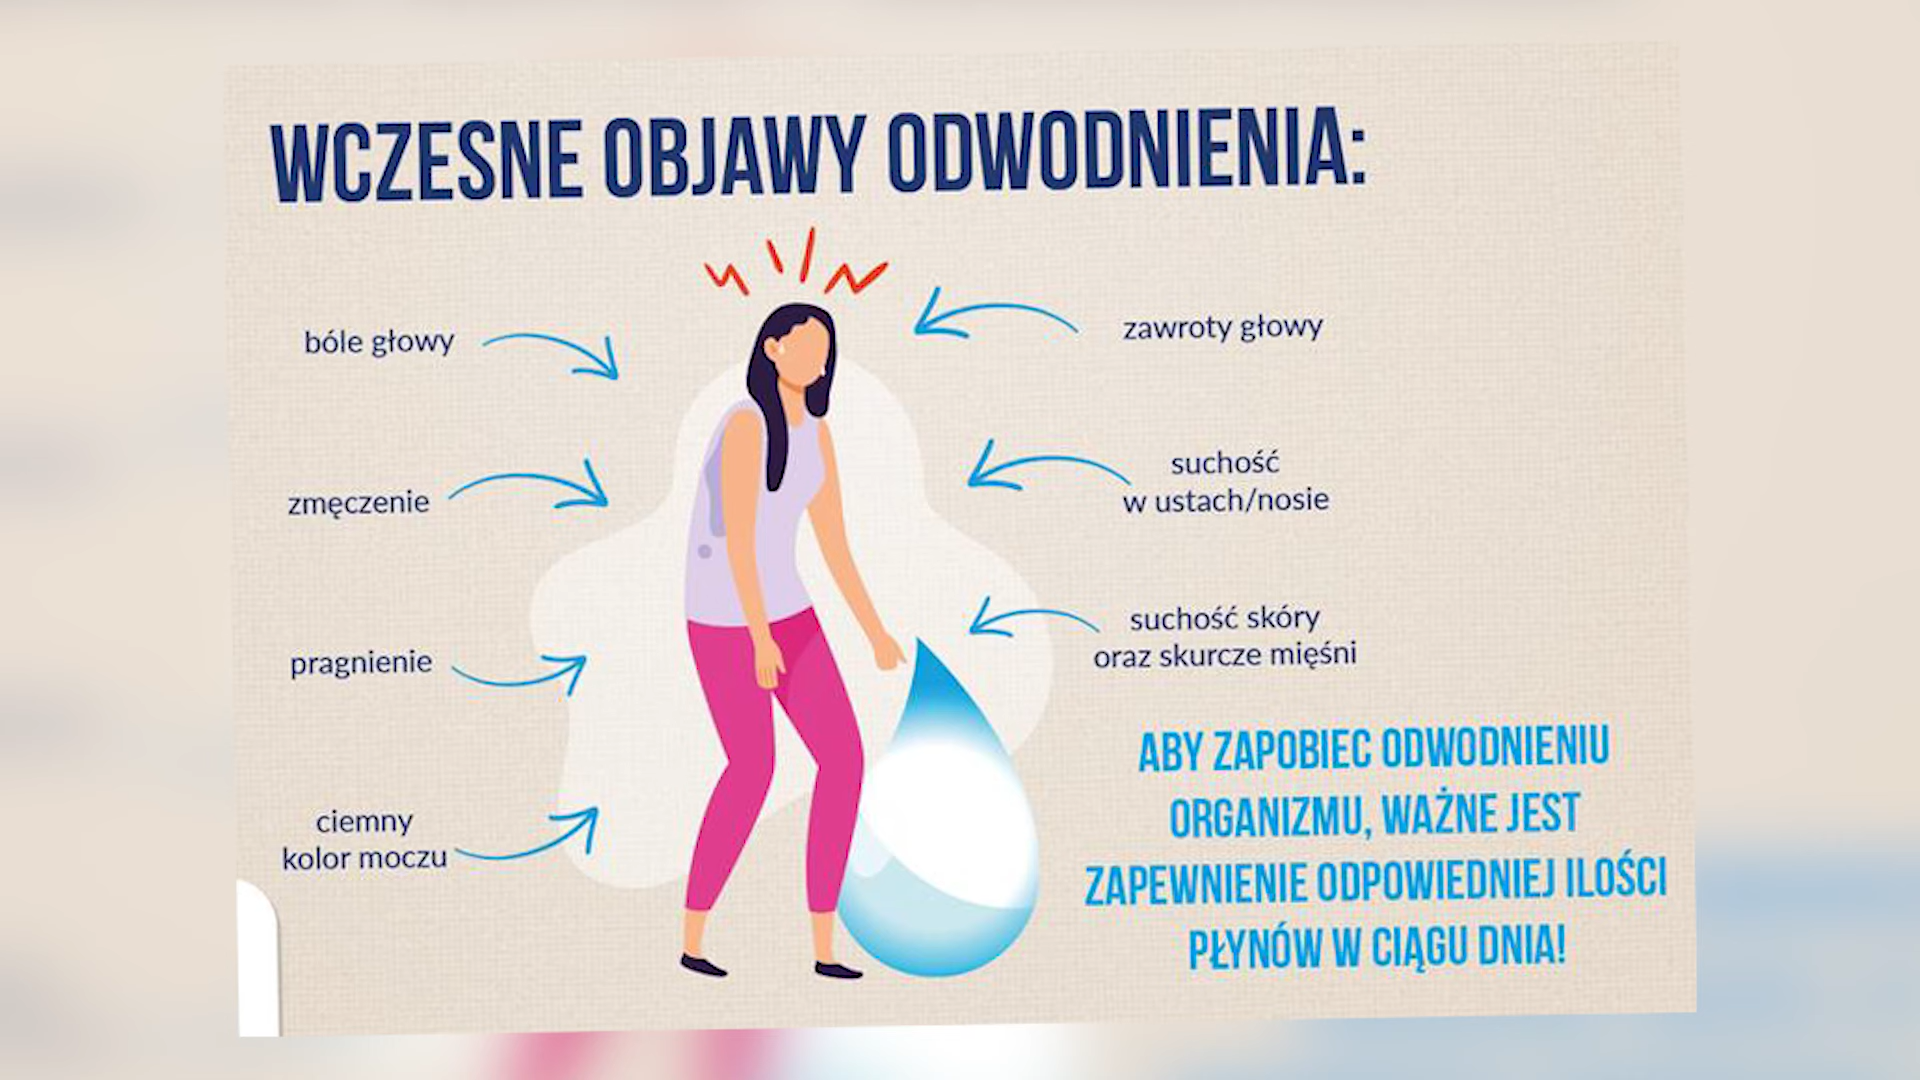 WCZESNE OBJAWY ODWODNIENIA:
bóle głowy
zmęczenie
pragnienie
ciemny
kolor moczu
zawroty głowy
suchość
w ustach/nosie
suchość skóry
oraz skurcze mięśni
ABY ZAPOBIEC ODWODNIENIU
ORGANIZMU, WAŻNE JEST
ZAPEWNIENIE ODPOWIEDNIEJ ILOŚCI
PŁYNÓW W CIĄGU DNIA!